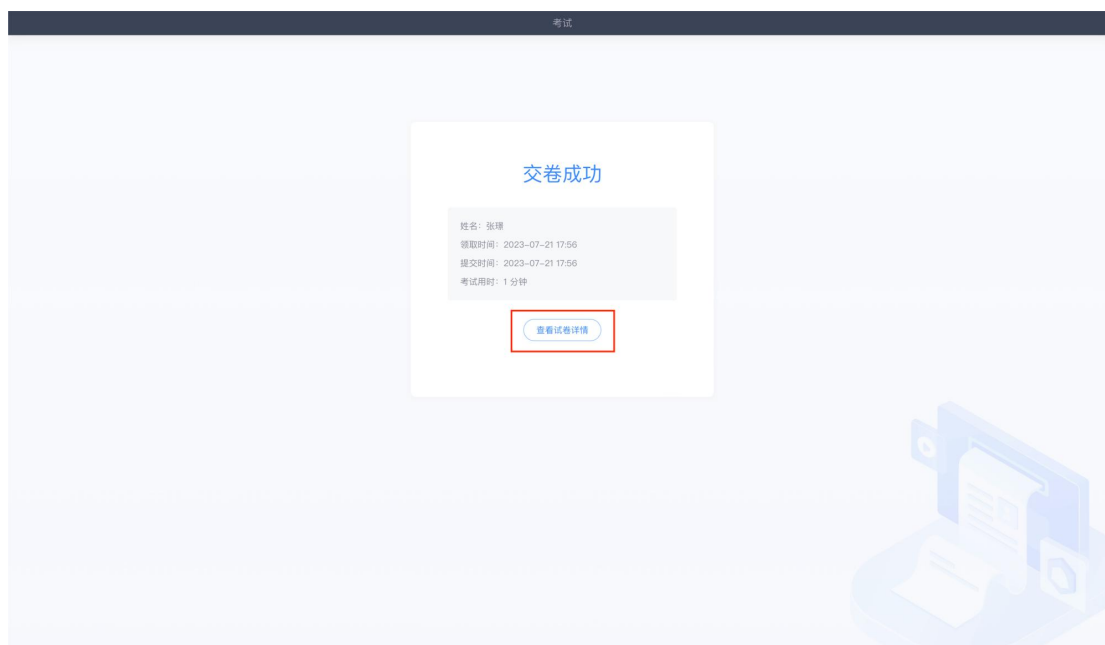 考试
交卷成功
姓名：张璟
领取时间：2023-07-21 17:56
提交时间：2023-07-21 17:56
考试用时：1 分钟
查看试卷详情